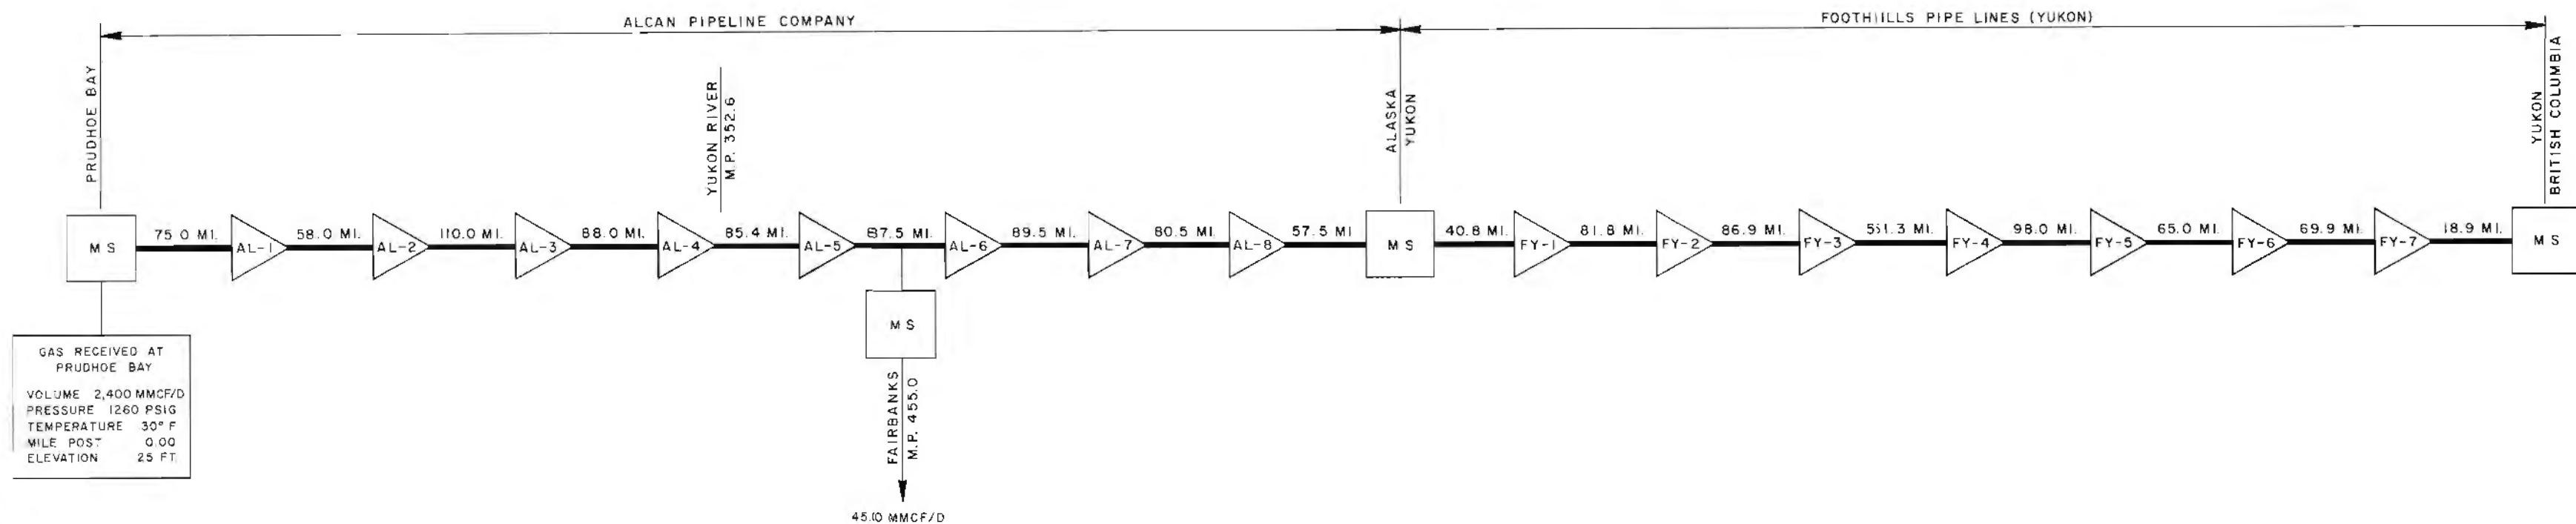 ALCAN PIPELINE COMPANY
FOOTHILLS PIPE LINES (YUKON)
PRUDHOE BAY
YUKON RIVER
M.P. 352.6
ALASKA
YUKON
YUKON
BRITISH COLUMBIA
MS
75.0 MI.
AL-1
58.0 MI.
AL-2
110.0 MI.
AL-3
88.0 MI.
AL-4
85.4 MI.
AL-5
87.5 MI.
AL-6
89.5 MI.
AL-7
80.5 MI.
AL-8
57.5 MI
MS
40.8 MI.
FY-1
81.8 MI.
FY-2
86.9 MI.
FY-3
MI.
FY-4
98.0 MI.
FY-5
65.0 MI.
FY-6
69.9 MI.
FY-7
18.9 MI.
MS
MS
GAS RECEIVED AT
PRUDHOE BAY
VOLUME 2,400 MMCF/D
PRESSURE 1260 PSIG
TEMPERATURE 30° F
MILE POST 0.00
ELEVATION 25 FT.
FAIRBANKS
M.P. 455.0
45.10 MMCF/D